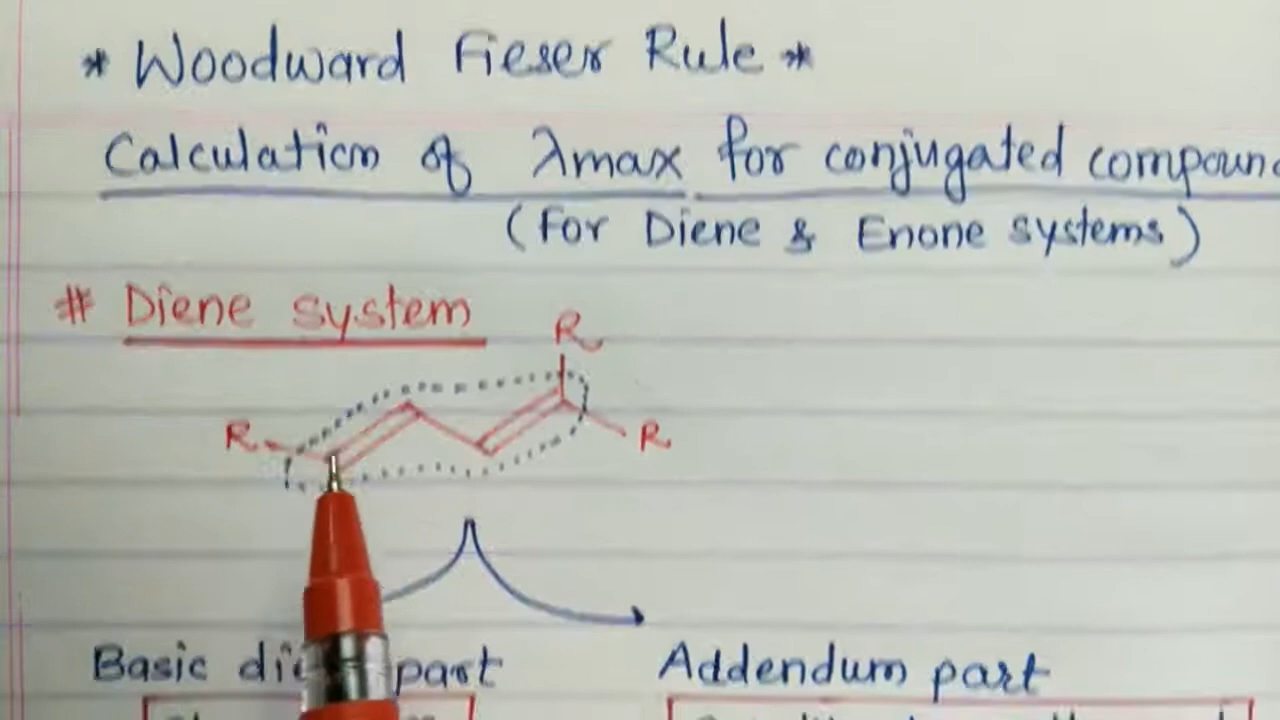 * Woodward Fieser Rule *
Calculation of λmax for conjugated compoun
(For Diene & Enone systems)
# Diene system
R
R
R
Basic di part
Addendum part